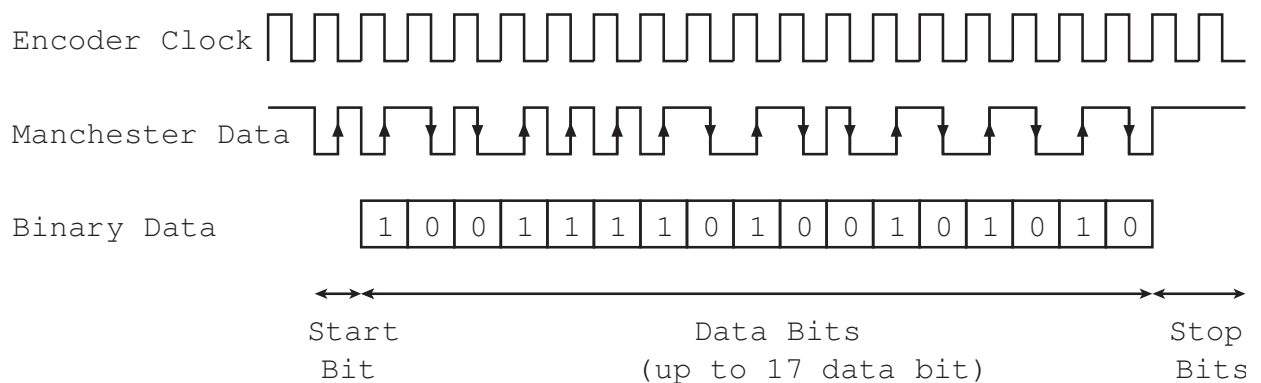 Encoder Clock
Manchester Data
Binary Data
1 0 0 1 1 1 1 0 1 0 0 1 0 1 0 1 0
Start Bit
Data Bits
(up to 17 data bit)
Stop Bits